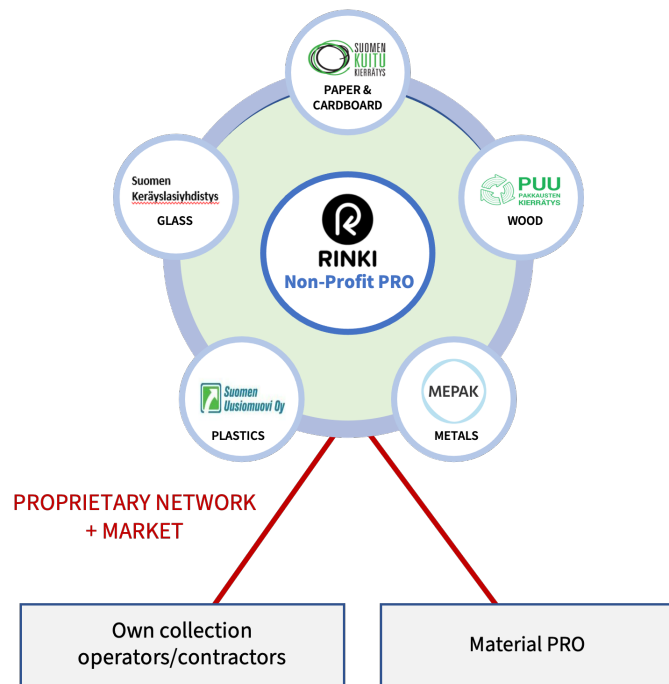 SUOMEN
KUITU
KIERRÄTYS
PAPER &
CARDBOARD
Suomen
Keräyslasiyhdistys
GLASS
PUU
PAKKAUSTEN
KIERRÄTYS
WOOD
RINKI
Non-Profit PRO
Suomen
Uusiomuovi Oy
PLASTICS
MEPAK
METALS
PROPRIETARY NETWORK
+ MARKET
Own collection
operators/contractors
Material PRO